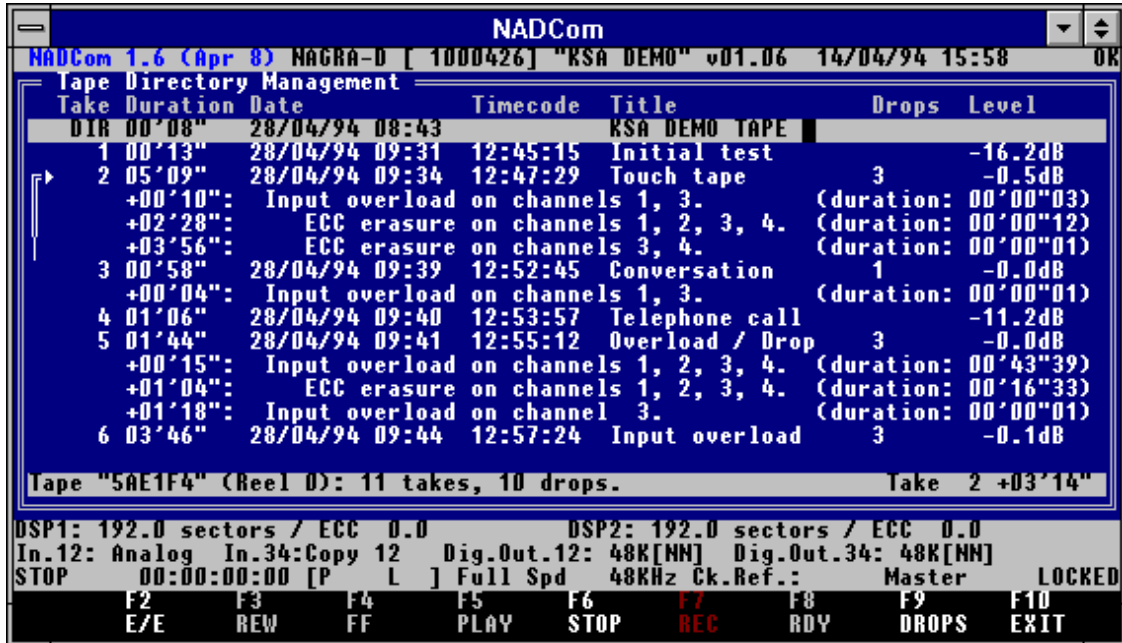 NADCom
NADCom 1.6 (Apr 8) NAGRA-D [ 1000426] "KSA DEMO" v01.06 14/04/94 15:58 OK
Tape Directory Management
Take Duration Date Timecode Title Drops Level
DIR 00'08" 28/04/94 08:43 KSA DEMO TAPE
1 00'13" 28/04/94 09:31 12:45:15 Initial test -16.2dB
2 05'09" 28/04/94 09:34 12:47:29 Touch tape 3 -0.5dB
+00'10": Input overload on channels 1, 3. (duration: 00'00"03)
+02'28": ECC erasure on channels 1, 2, 3, 4. (duration: 00'00"12)
+03'56": ECC erasure on channels 3, 4. (duration: 00'00"01)
3 00'58" 28/04/94 09:39 12:52:45 Conversation 1 -0.0dB
+00'04": Input overload on channels 1, 3. (duration: 00'00"01)
4 01'06" 28/04/94 09:40 12:53:57 Telephone call -11.2dB
5 01'44" 28/04/94 09:41 12:55:12 Overload / Drop 3 -0.0dB
+00'15": Input overload on channels 1, 2, 3, 4. (duration: 00'43"39)
+01'04": ECC erasure on channels 1, 2, 3, 4. (duration: 00'16"33)
+01'18": Input overload on channel 3. (duration: 00'00"01)
6 03'46" 28/04/94 09:44 12:57:24 Input overload 3 -0.1dB
Tape "5AE1F4" (Reel 0): 11 takes, 10 drops. Take 2 +03'14"
DSP1: 192.0 sectors / ECC 0.0 DSP2: 192.0 sectors / ECC 0.0
In.12: Analog In.34:Copy 12 Dig.Out.12: 48K[NN] Dig.Out.34: 48K[NN]
STOP 00:00:00:00 [P L ] Full Spd 48KHz Ck.Ref.: Master LOCKED
F2 F3 F4 F5 F6 F7 F8 F9 F10
E/E REW FF PLAY STOP REC RDY DROPS EXIT